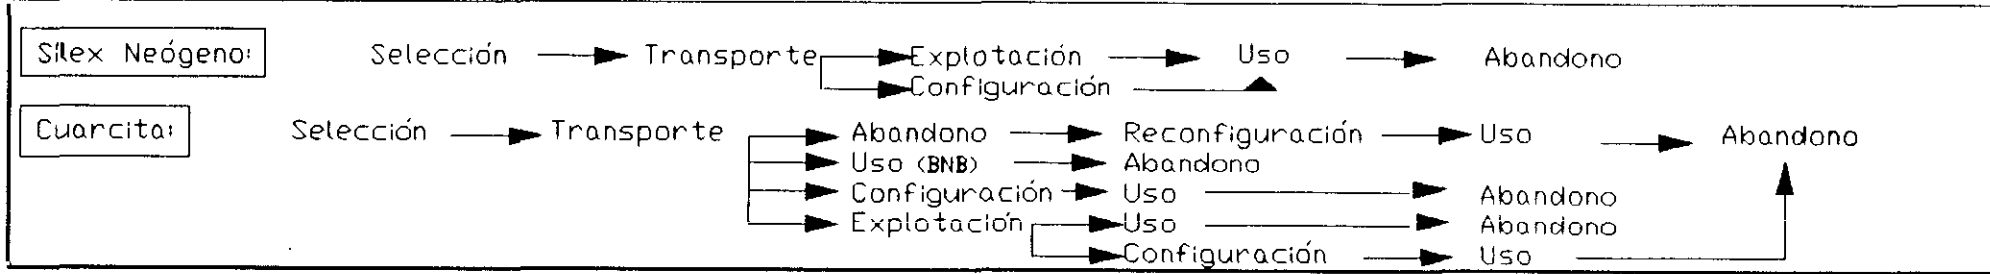 Sílex Neógeno: Selección Transporte Explotación Uso Abandono
Configuración
Cuarcita: Selección Transporte Abandono Reconfiguración Uso Abandono
Uso (BNB) Abandono
Configuración Uso Abandono
Explotación Uso Abandono
Configuración Uso